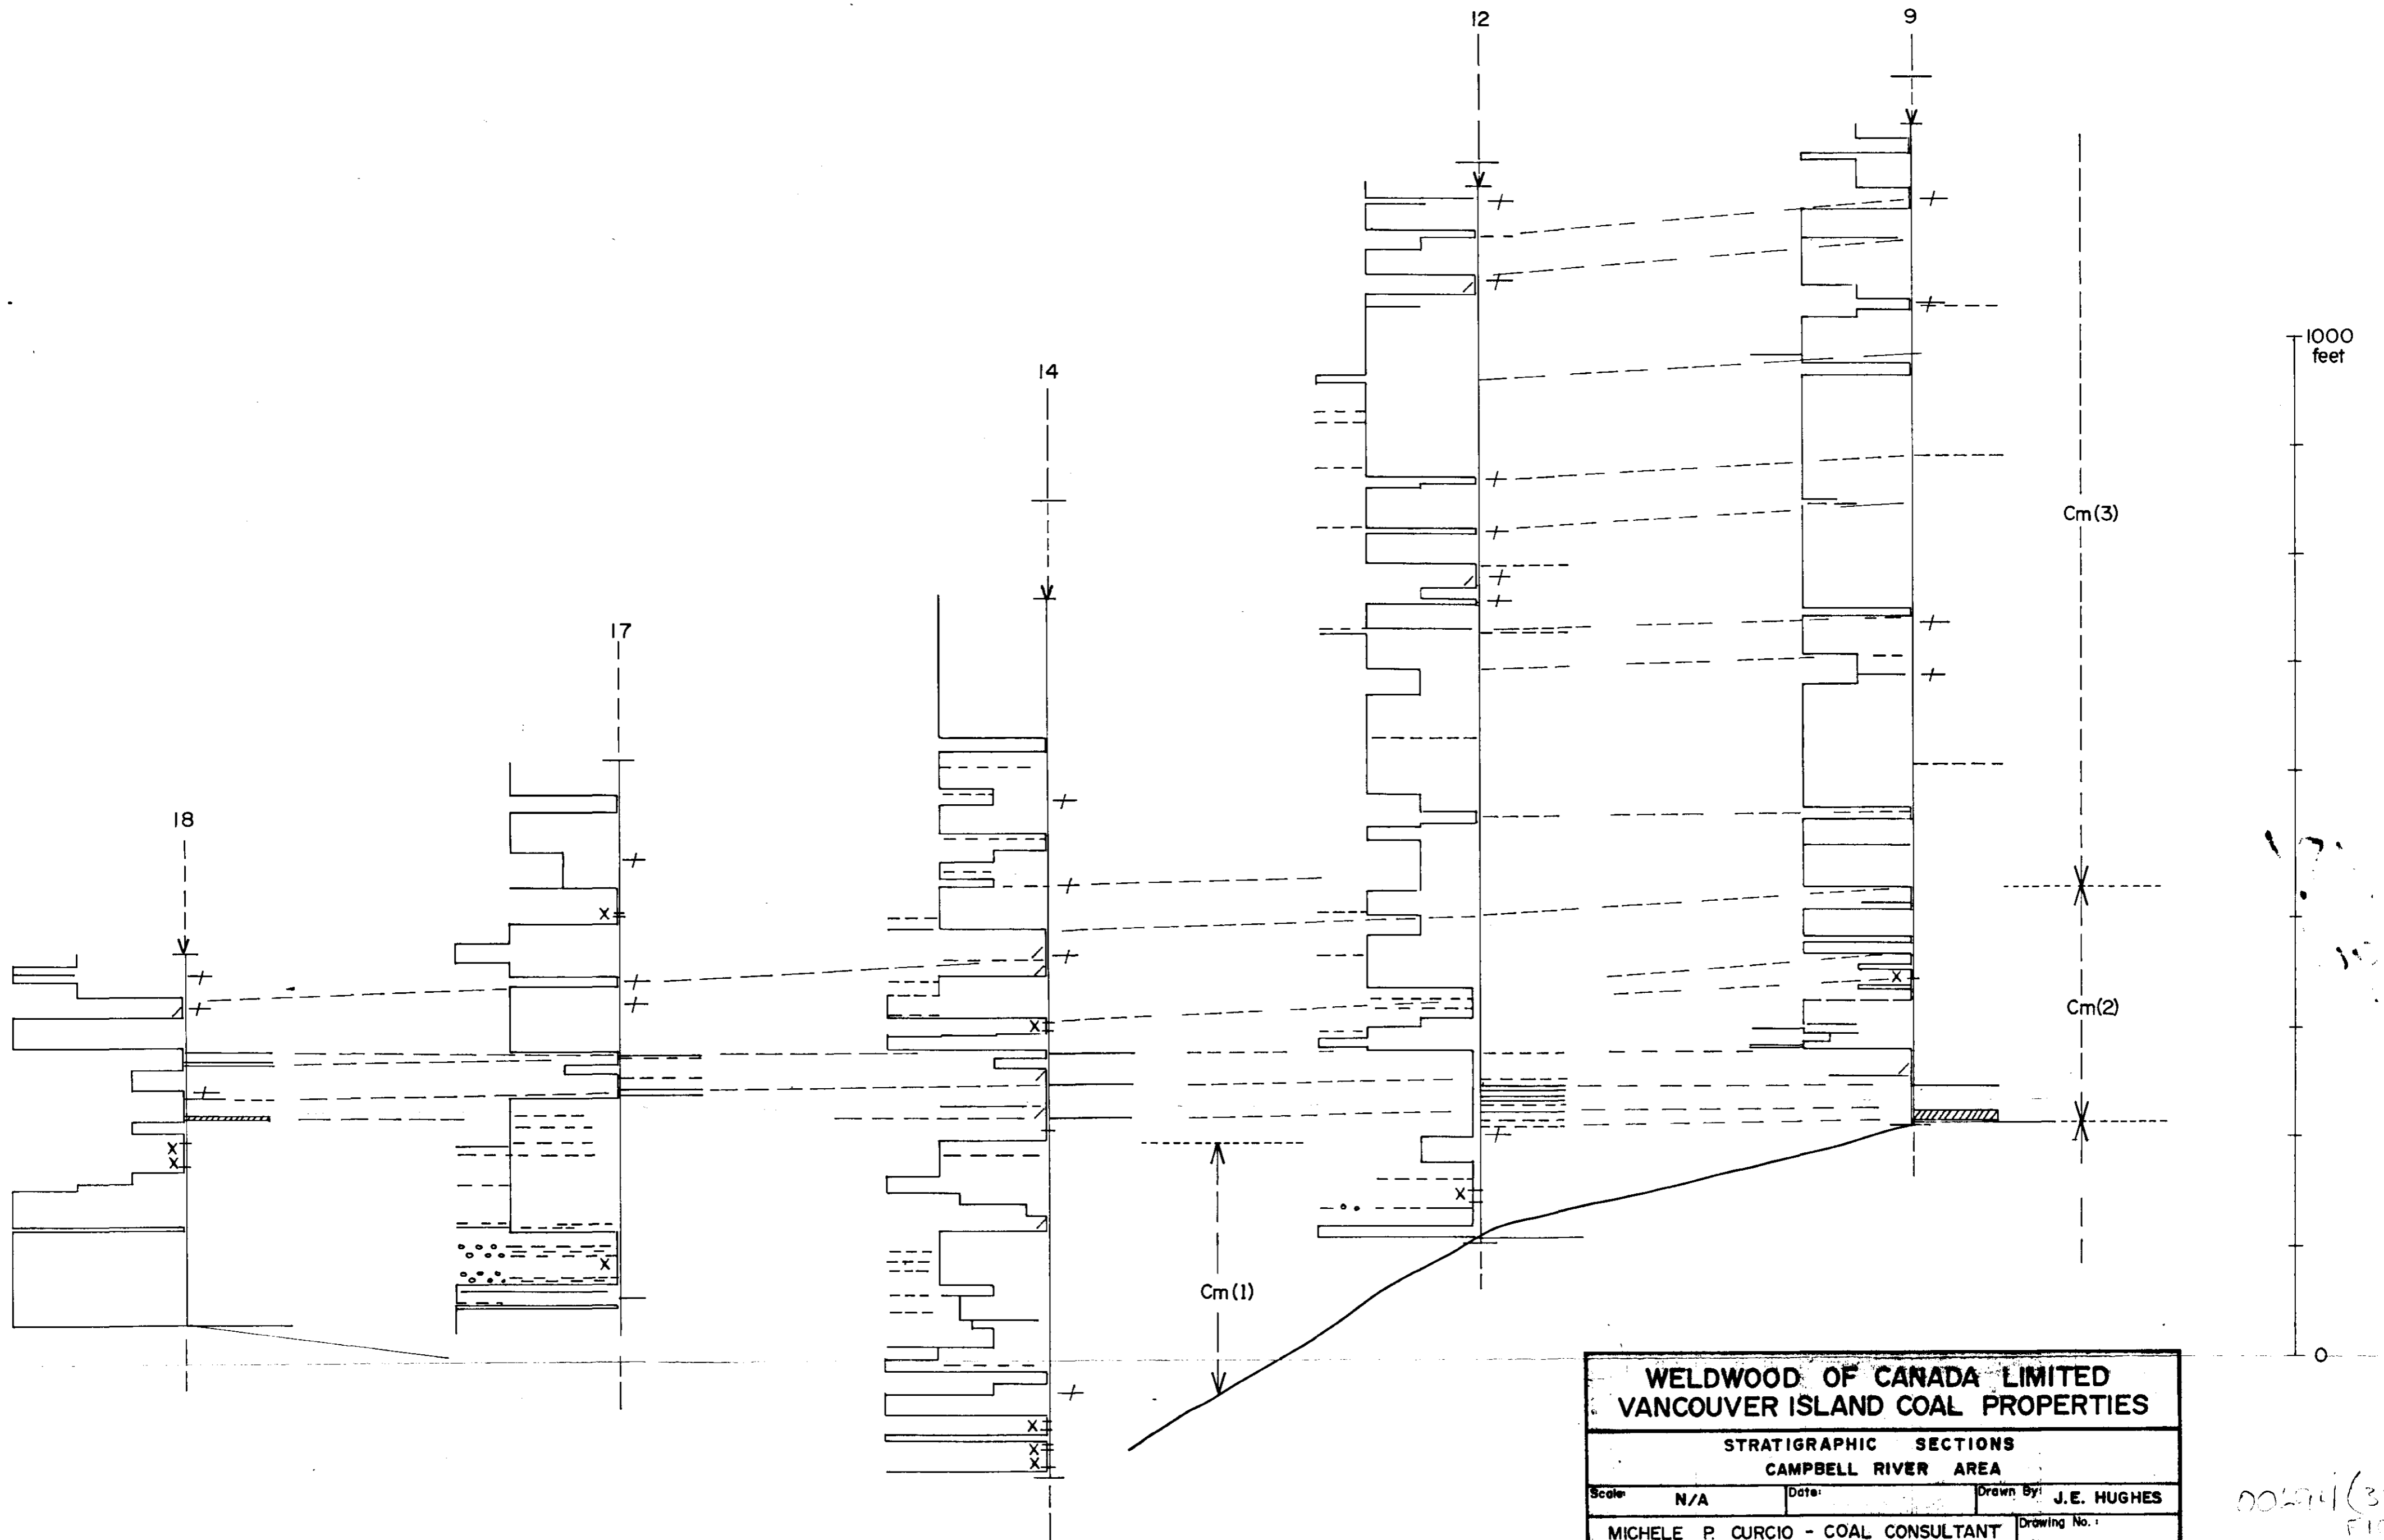 12
9
1000
feet
14
Cm(3)
17
18
Cm(2)
Cm(1)
0
WELDWOOD OF CANADA LIMITED
VANCOUVER ISLAND COAL PROPERTIES
STRATIGRAPHIC SECTIONS
CAMPBELL RIVER AREA
Scale: N/A Date: Drawn By: J.E. HUGHES
MICHELE P. CURCIO - COAL CONSULTANT Drawing No.: